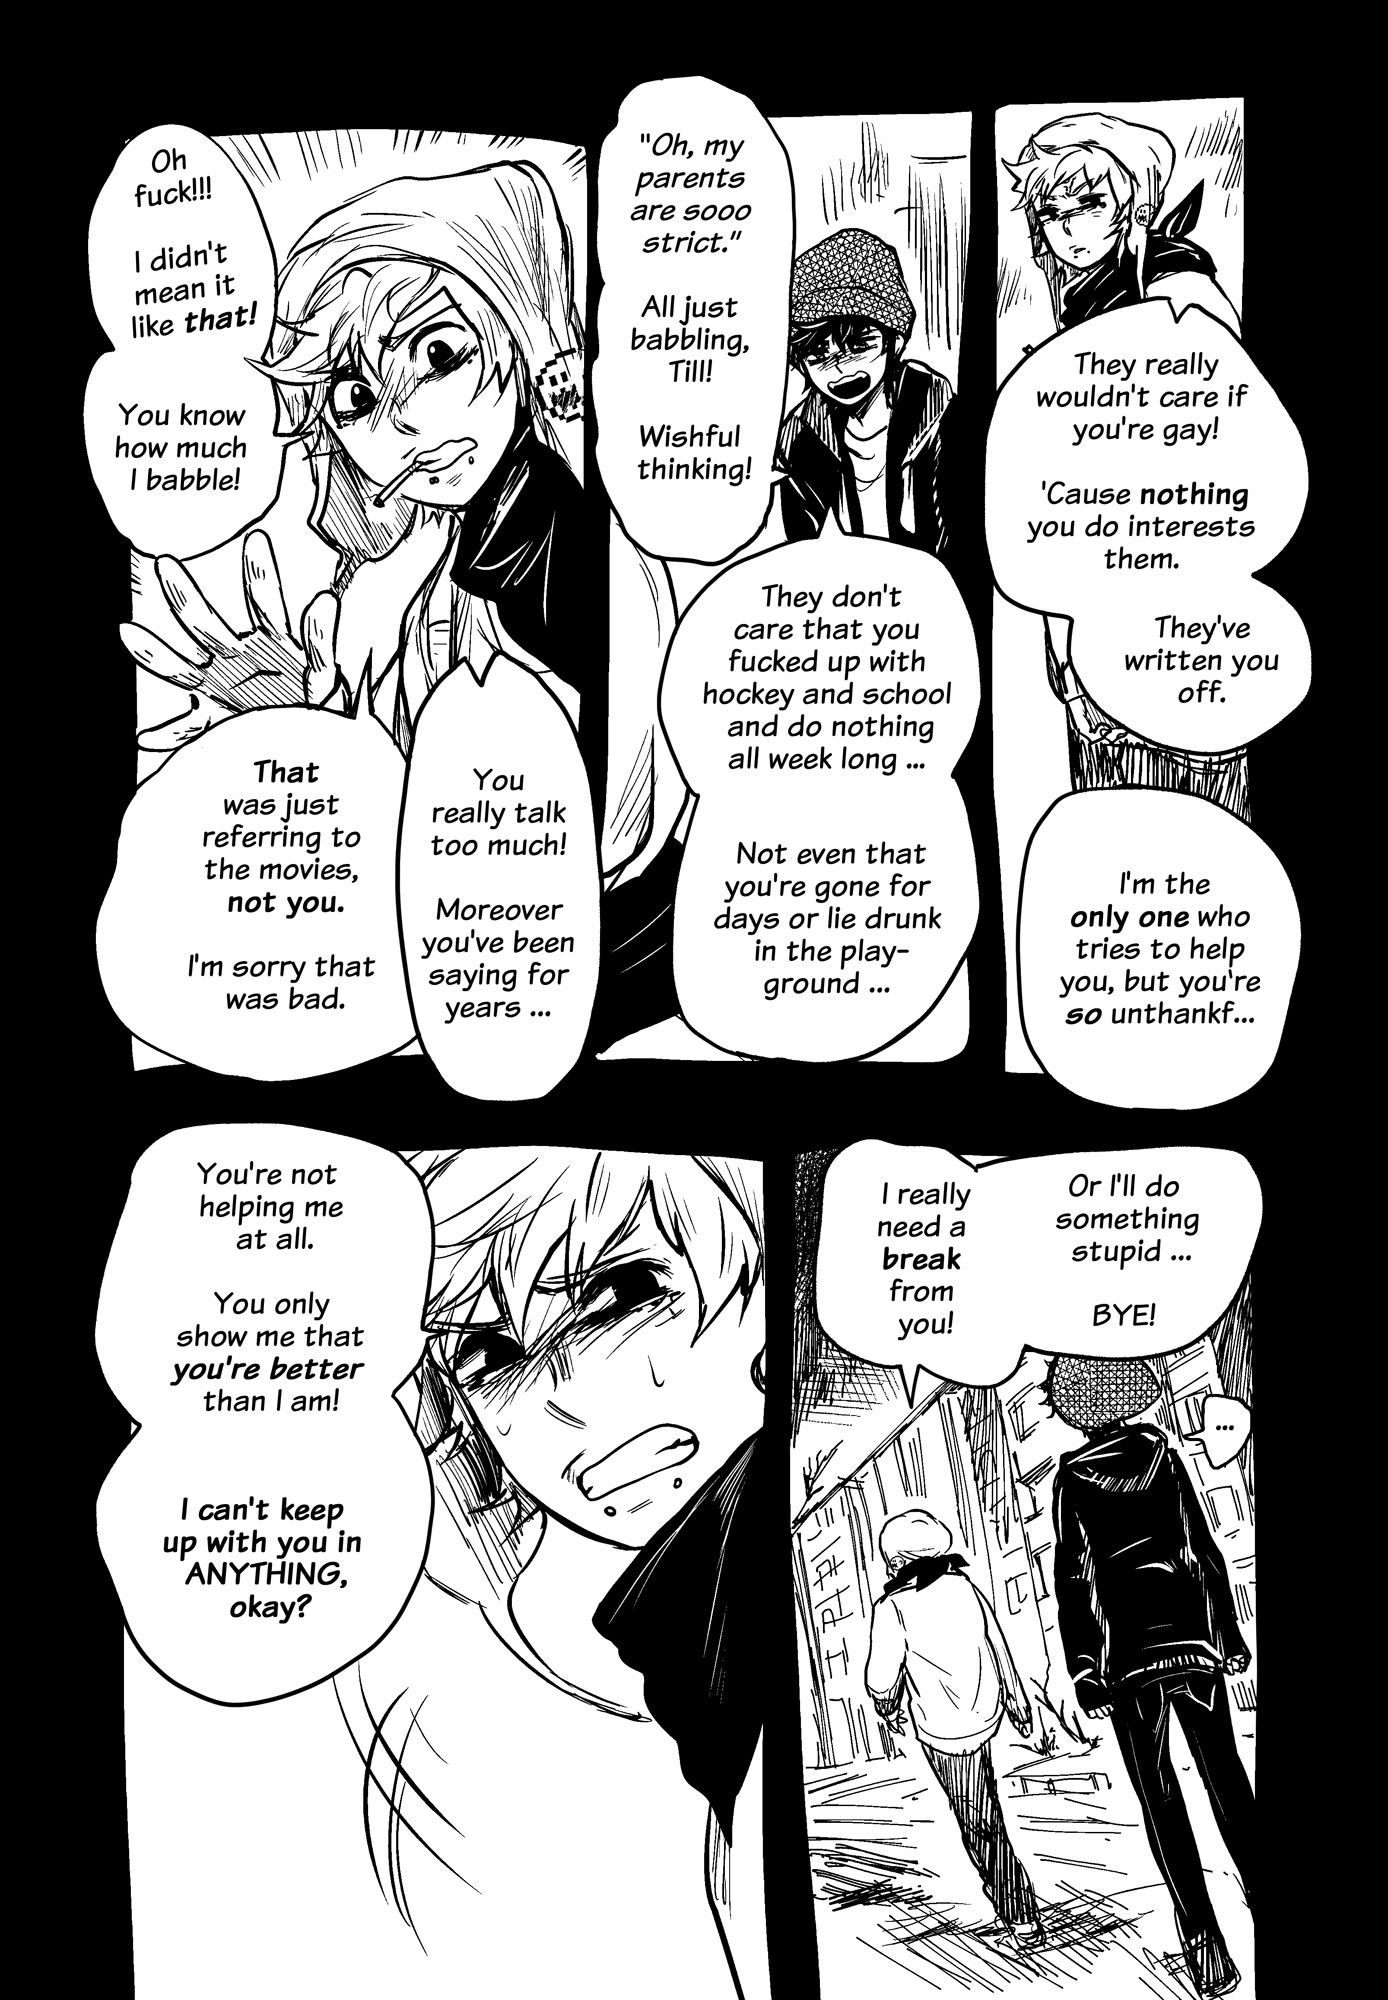 Oh
fuck!!!
I didn't
mean it
like that!
You know
how much
I babble!
That
was just
referring to
the movies,
not you.
I'm sorry that
was bad.
You
really talk
too much!
Moreover
you've been
saying for
years ...
"Oh, my
parents
are sooo
strict."
All just
babbling,
Till!
Wishful
thinking!
They don't
care that you
fucked up with
hockey and school
and do nothing
all week long ...
Not even that
you're gone for
days or lie drunk
in the play-
ground ...
They really
wouldn't care if
you're gay!
'Cause nothing
you do interests
them.
They've
written you
off.
I'm the
only one who
tries to help
you, but you're
so unthankf...
You're not
helping me
at all.
You only
show me that
you're better
than I am!
I can't keep
up with you in
ANYTHING,
okay?
I really
need a
break
from
you!
Or I'll do
something
stupid ...
BYE!
...